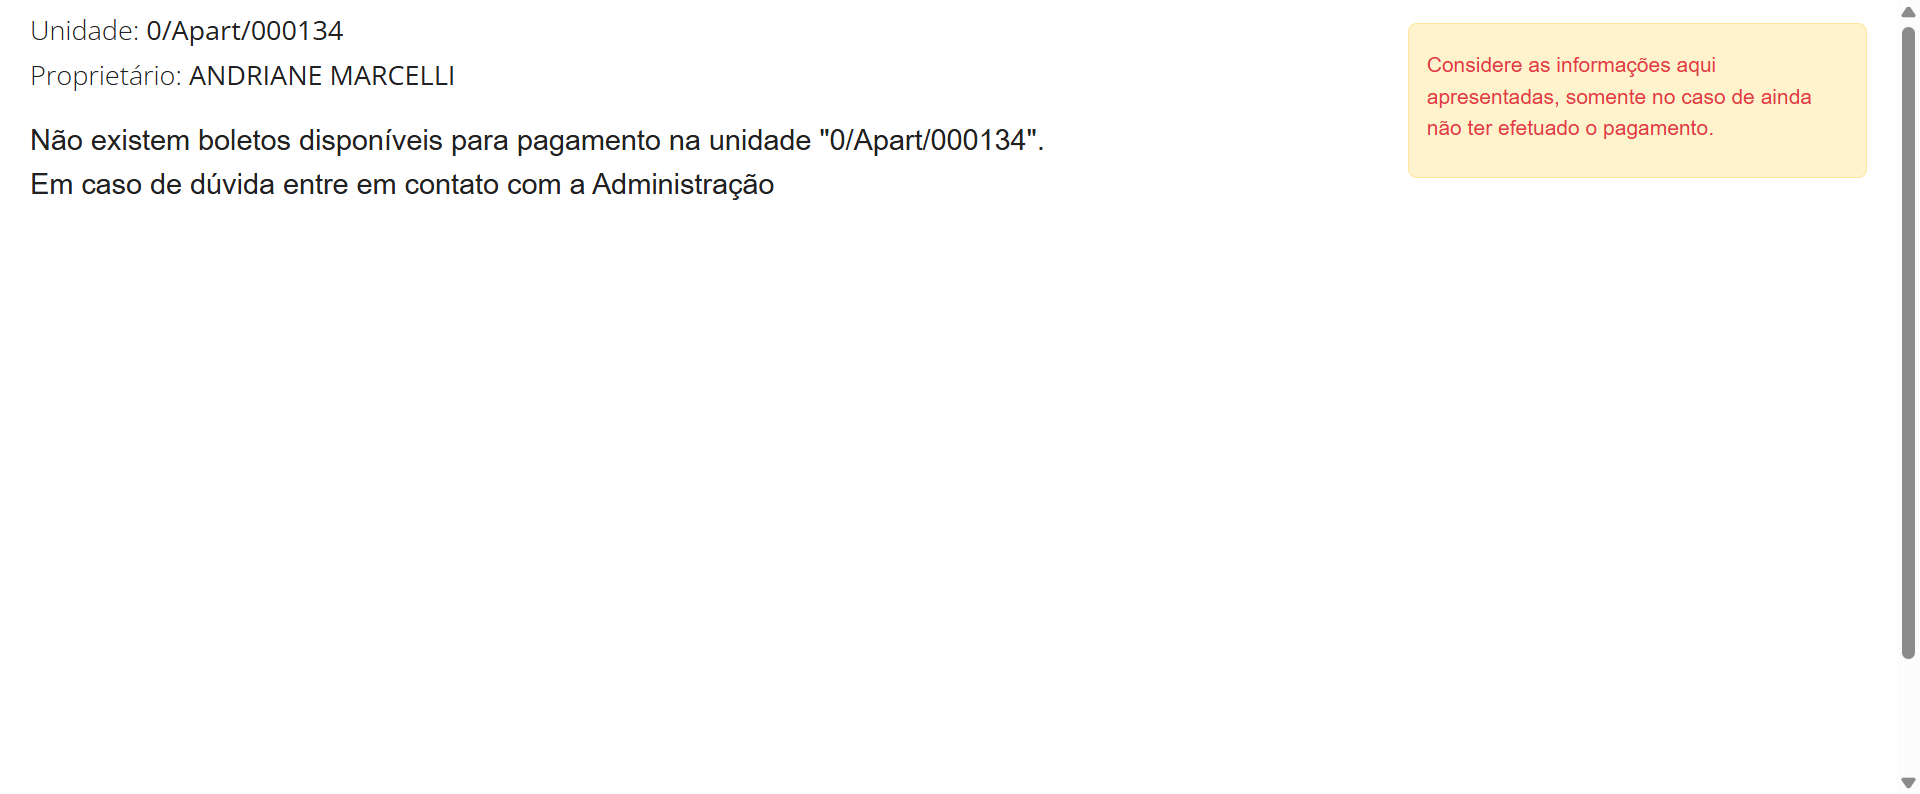 Unidade: 0/Apart/000134
Proprietário: ANDRIANE MARCELLI
Não existem boletos disponíveis para pagamento na unidade "0/Apart/000134".
Em caso de dúvida entre em contato com a Administração
Considere as informações aqui
apresentadas, somente no caso de ainda
não ter efetuado o pagamento.